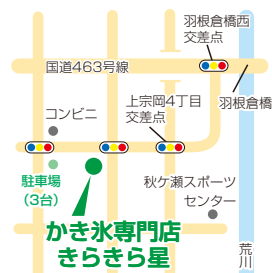 羽根倉橋西
交差点
国道463号線
羽根倉橋
コンビニ
上宗岡4丁目
交差点
駐車場
（3台）
秋ケ瀬スポーツ
センター
かき氷専門店
きらきら星
荒川